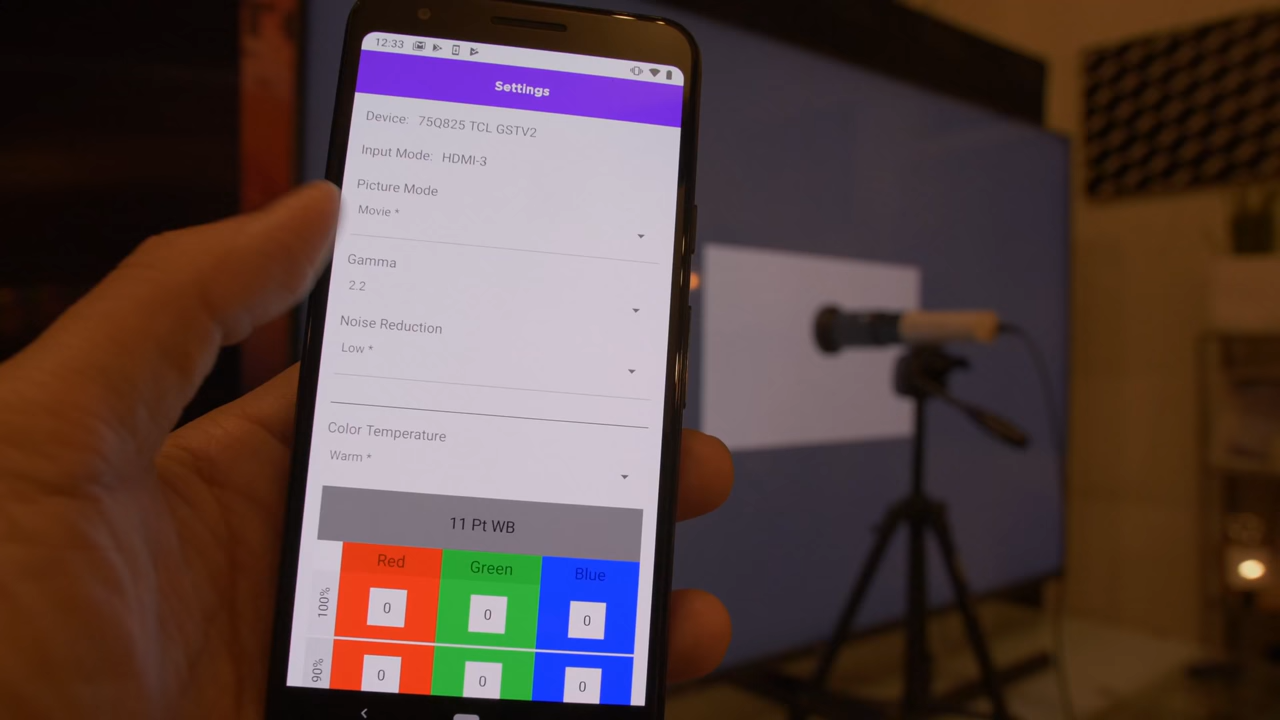 12:33
Settings
Device: 75Q825 TCL GSTV2
Input Mode: HDMI-3
Picture Mode
Movie *
Gamma
2.2
Noise Reduction
Low *
Color Temperature
Warm *
11 Pt WB
Red Green Blue
100% 0 0 0
90% 0 0 0